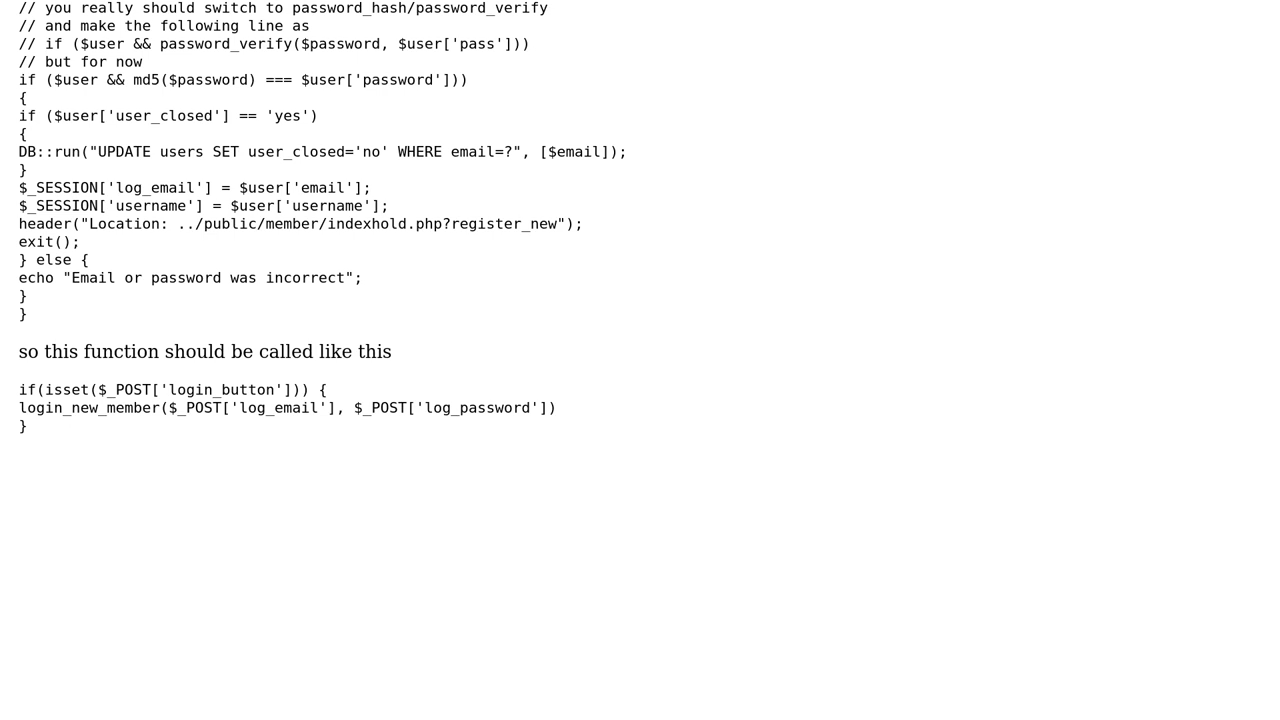 // you really should switch to password_hash/password_verify
// and make the following line as
// if ($user && password_verify($password, $user['pass']))
// but for now
if ($user && md5($password) === $user['password']))
{
if ($user['user_closed'] == 'yes')
{
DB::run("UPDATE users SET user_closed='no' WHERE email=?", [$email]);
}
$_SESSION['log_email'] = $user['email'];
$_SESSION['username'] = $user['username'];
header("Location: ../public/member/indexhold.php?register_new");
exit();
} else {
echo "Email or password was incorrect";
}
}
so this function should be called like this
if(isset($_POST['login_button'])) {
login_new_member($_POST['log_email'], $_POST['log_password'])
}